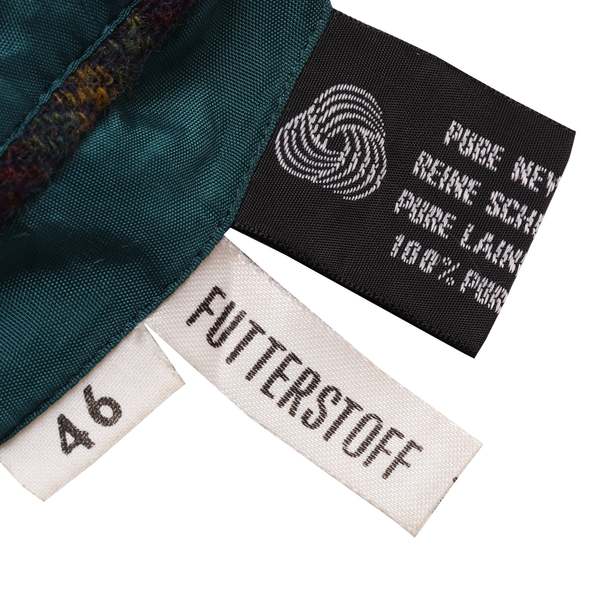 PURE NEW
REINE SCH
PURE LAIN
100% PUR
FUTTERSTOFF
46